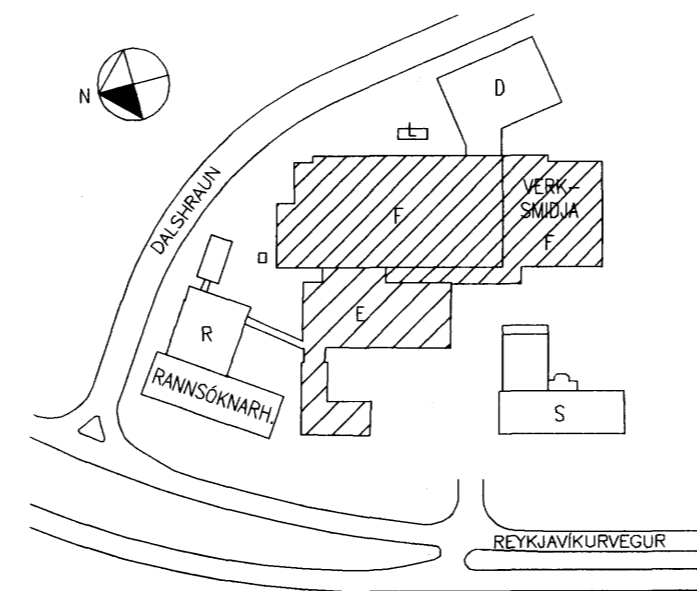 N
D
L
DALSHRAUN
VERK-
SMIDJA
F
F
E
R
RANNSÓKNARH.
S
REYKJAVÍKURVEGUR